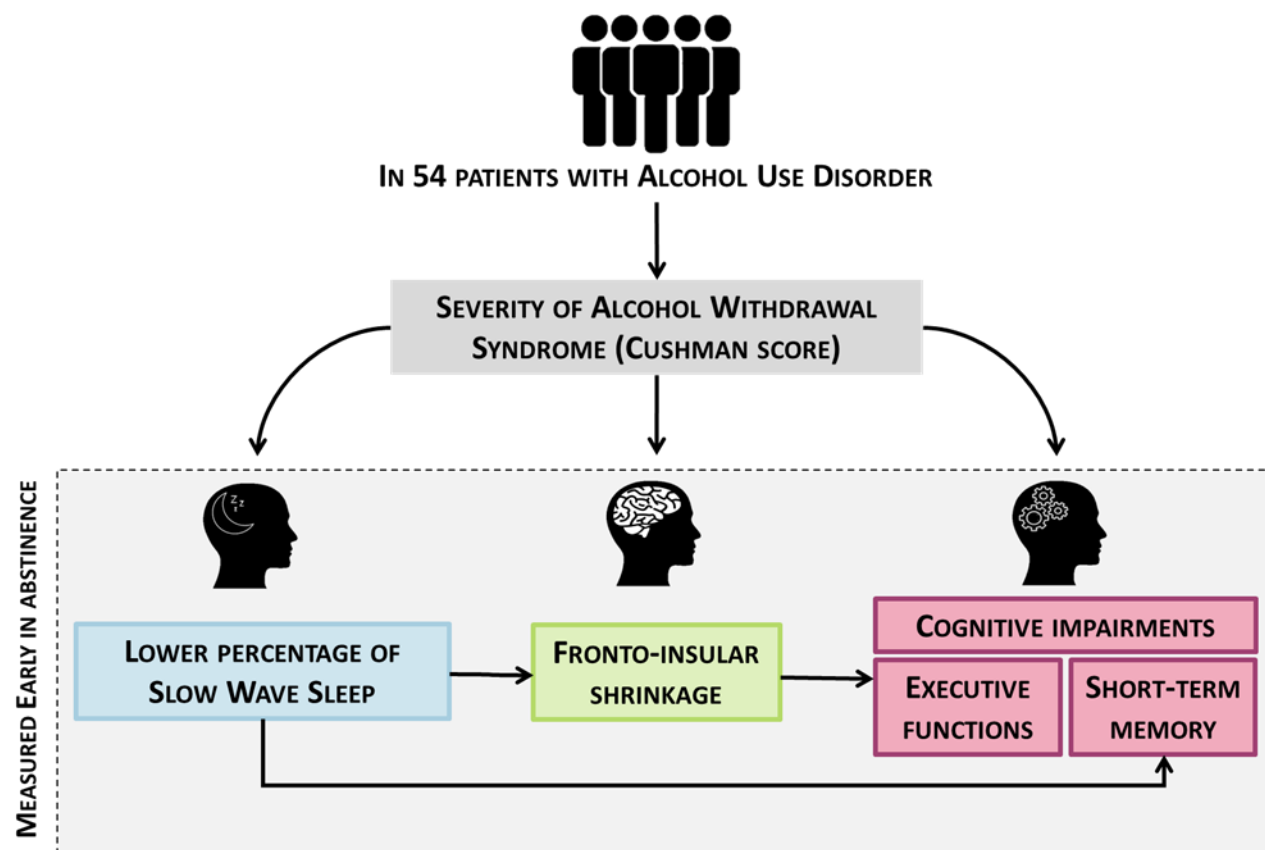 In 54 patients with Alcohol Use Disorder
Severity of Alcohol Withdrawal
Syndrome (Cushman score)
Measured Early in abstinence
z z
z
Lower percentage of
Slow Wave Sleep
Fronto-insular
shrinkage
Cognitive impairments
Executive
functions
Short-term
memory